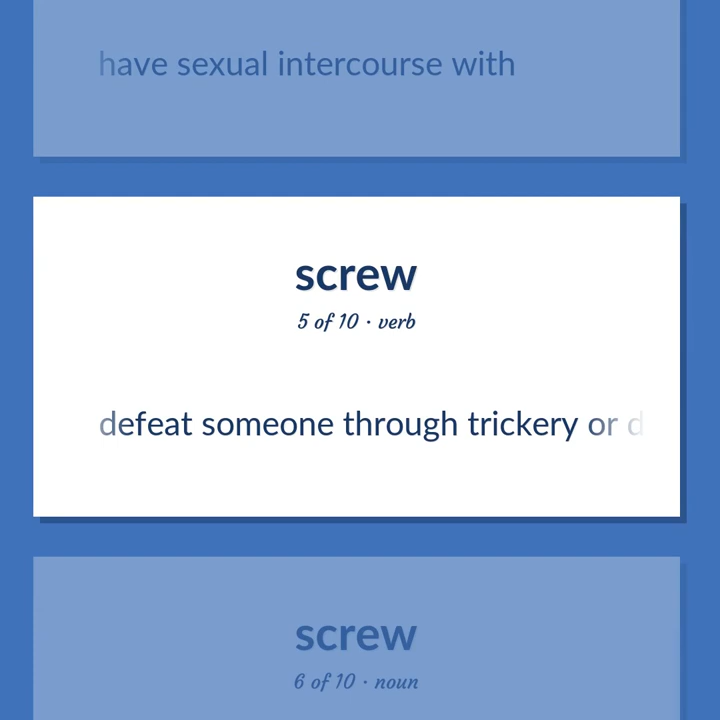 have sexual intercourse with
screw
5 of 10 · verb
defeat someone through trickery or d
screw
6 of 10 · noun